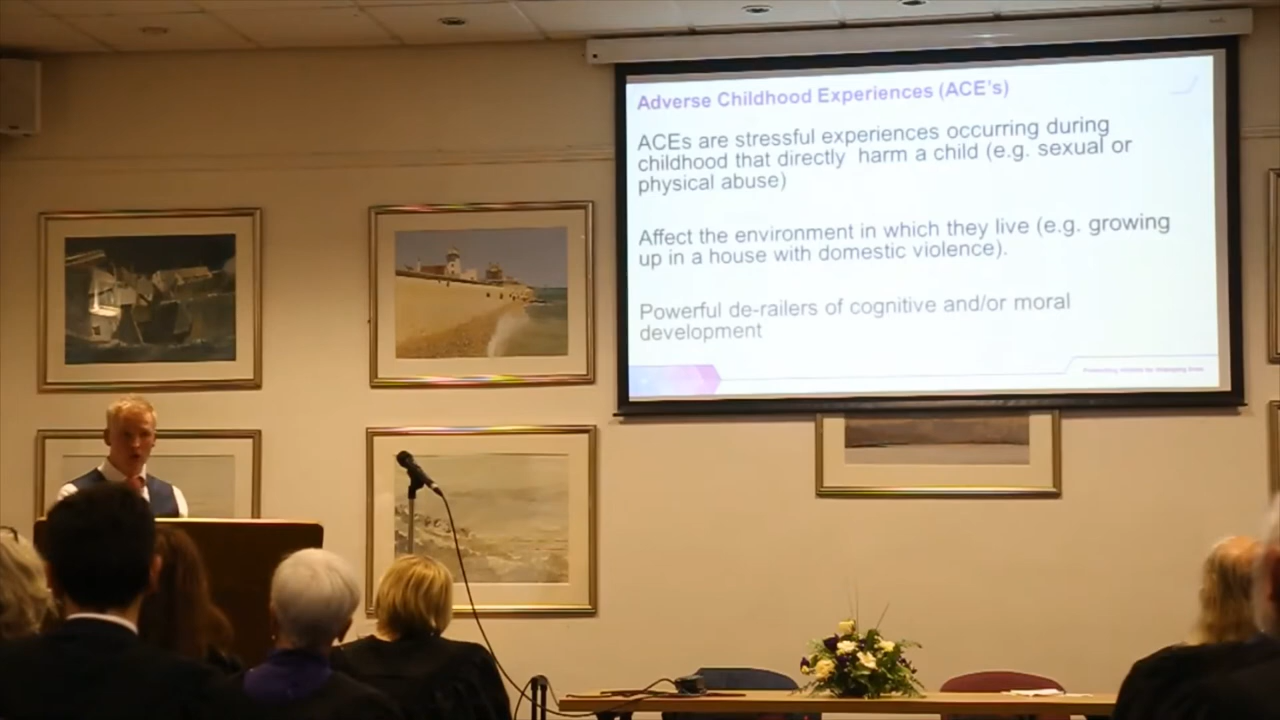 Adverse Childhood Experiences (ACE's)
ACEs are stressful experiences occurring during
childhood that directly harm a child (e.g. sexual or
physical abuse)
Affect the environment in which they live (e.g. growing
up in a house with domestic violence).
Powerful de-railers of cognitive and/or moral
development